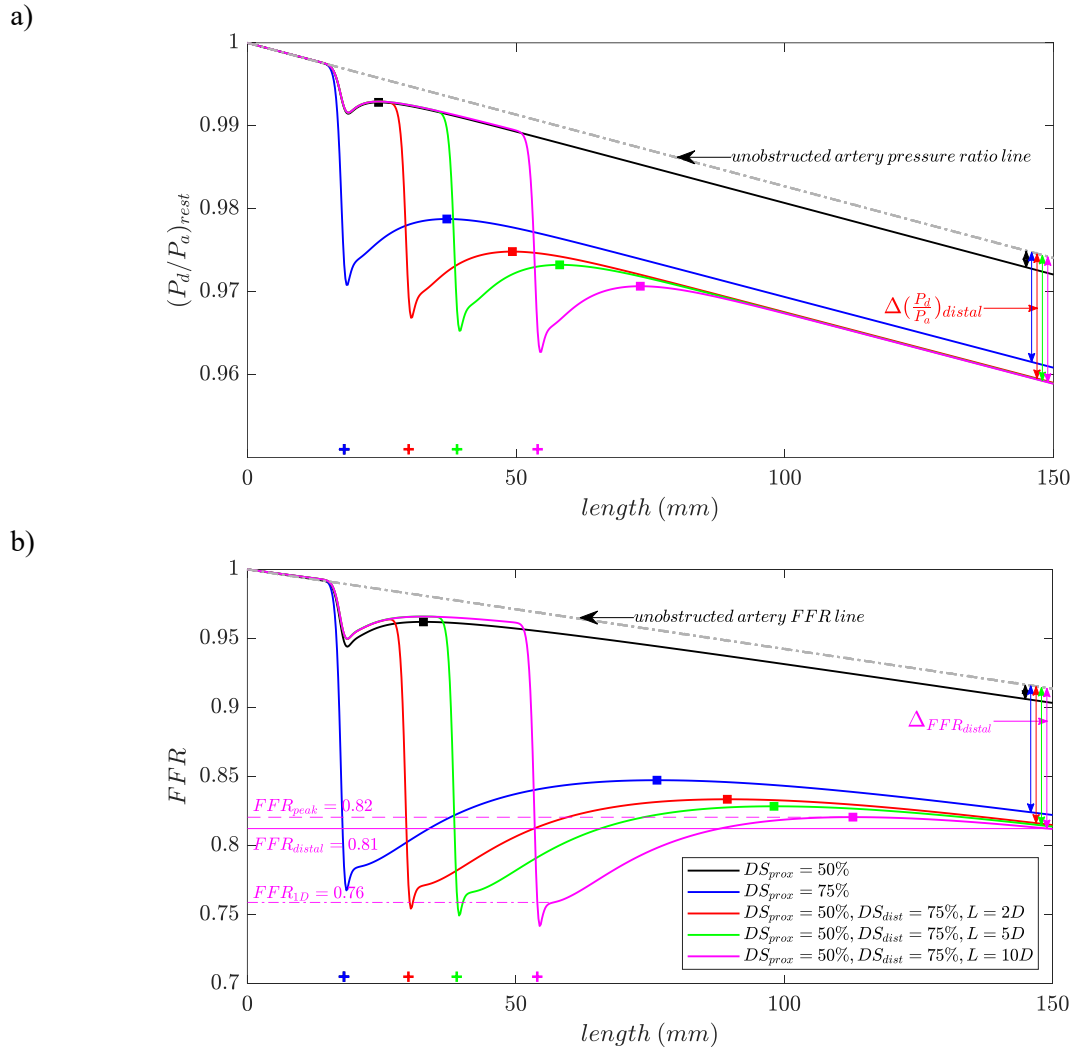 a)
1
0.99
0.98
0.97
0.96
(P_d/P_a)_rest
unobstructed artery pressure ratio line
Δ(P_d/P_a)_distal
0 50 100 150
length (mm)
b)
1
0.95
0.9
0.85
0.8
0.75
0.7
FFR
unobstructed artery FFR line
Δ_FFR_distal
FFR_peak = 0.82
FFR_distal = 0.81
FFR_1D = 0.76
DS_prox = 50%
DS_prox = 75%
DS_prox = 50%, DS_dist = 75%, L = 2D
DS_prox = 50%, DS_dist = 75%, L = 5D
DS_prox = 50%, DS_dist = 75%, L = 10D
0 50 100 150
length (mm)